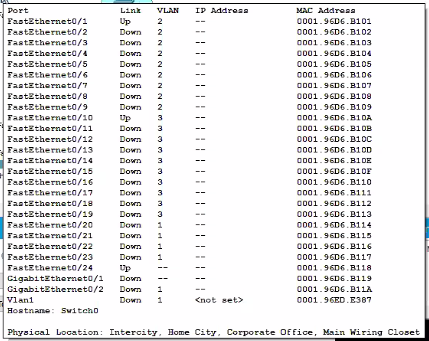 Port Link VLAN IP Address MAC Address
FastEthernet0/1 Up 2 -- 0001.96D6.B101
FastEthernet0/2 Down 2 -- 0001.96D6.B102
FastEthernet0/3 Down 2 -- 0001.96D6.B103
FastEthernet0/4 Down 2 -- 0001.96D6.B104
FastEthernet0/5 Down 2 -- 0001.96D6.B105
FastEthernet0/6 Down 2 -- 0001.96D6.B106
FastEthernet0/7 Down 2 -- 0001.96D6.B107
FastEthernet0/8 Down 2 -- 0001.96D6.B108
FastEthernet0/9 Down 2 -- 0001.96D6.B109
FastEthernet0/10 Up 3 -- 0001.96D6.B10A
FastEthernet0/11 Down 3 -- 0001.96D6.B10B
FastEthernet0/12 Down 3 -- 0001.96D6.B10C
FastEthernet0/13 Down 3 -- 0001.96D6.B10D
FastEthernet0/14 Down 3 -- 0001.96D6.B10E
FastEthernet0/15 Down 3 -- 0001.96D6.B10F
FastEthernet0/16 Down 3 -- 0001.96D6.B110
FastEthernet0/17 Down 3 -- 0001.96D6.B111
FastEthernet0/18 Down 3 -- 0001.96D6.B112
FastEthernet0/19 Down 3 -- 0001.96D6.B113
FastEthernet0/20 Down 1 -- 0001.96D6.B114
FastEthernet0/21 Down 1 -- 0001.96D6.B115
FastEthernet0/22 Down 1 -- 0001.96D6.B116
FastEthernet0/23 Down 1 -- 0001.96D6.B117
FastEthernet0/24 Up -- -- 0001.96D6.B118
GigabitEthernet0/1 Down -- -- 0001.96D6.B119
GigabitEthernet0/2 Down 1 -- 0001.96D6.B11A
Vlan1 Down 1 <not set> 0001.96ED.E387
Hostname: Switch0
Physical Location: Intercity, Home City, Corporate Office, Main Wiring Closet